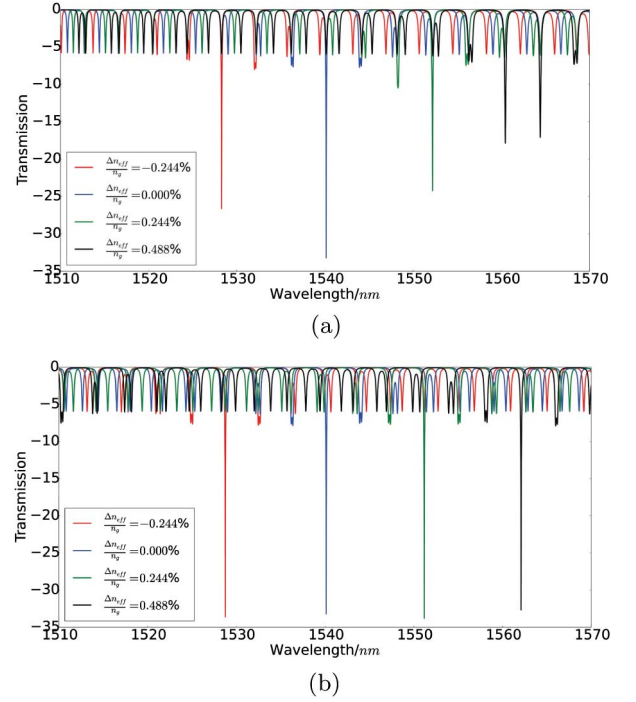 0
−5
−10
−15
−20
−25
−30
−35
Transmission
Δn_eff/n_g =−0.244%
Δn_eff/n_g =0.000%
Δn_eff/n_g =0.244%
Δn_eff/n_g =0.488%
1510 1520 1530 1540 1550 1560 1570
Wavelength/nm
(a)
0
−5
−10
−15
−20
−25
−30
−35
Transmission
Δn_eff/n_g =−0.244%
Δn_eff/n_g =0.000%
Δn_eff/n_g =0.244%
Δn_eff/n_g =0.488%
1510 1520 1530 1540 1550 1560 1570
Wavelength/nm
(b)